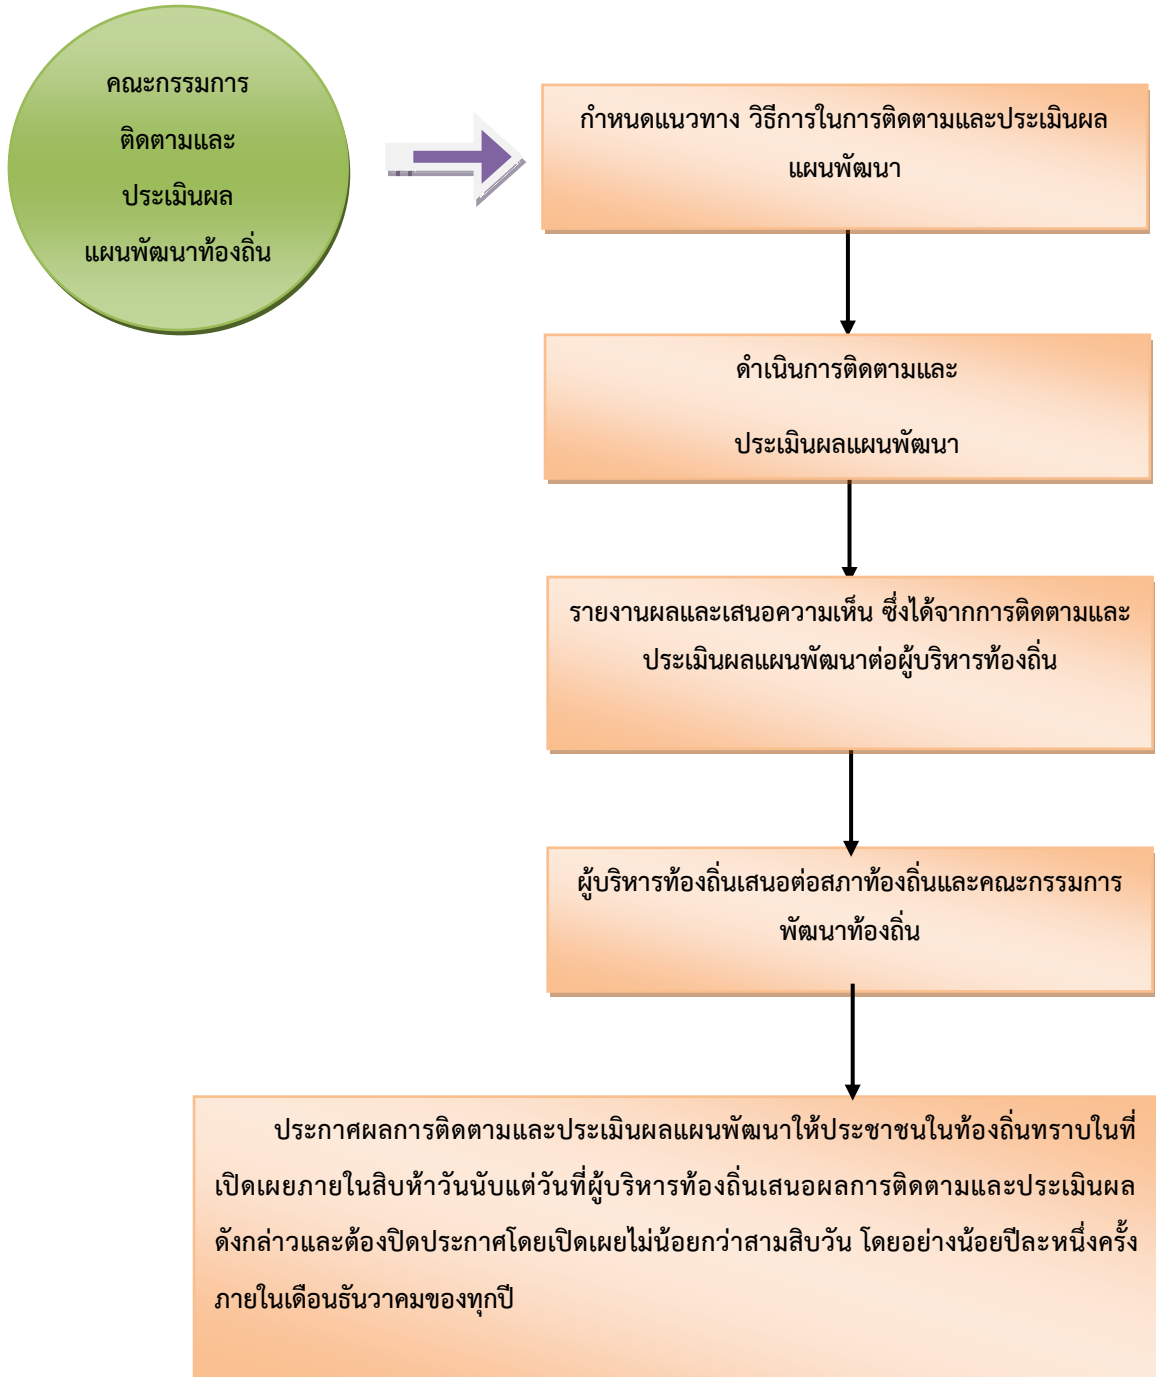 คณะกรรมการ
ติดตามและ
ประเมินผล
แผนพัฒนาท้องถิ่น
กำหนดแนวทาง วิธีการในการติดตามและประเมินผล
แผนพัฒนา
ดำเนินการติดตามและ
ประเมินผลแผนพัฒนา
รายงานผลและเสนอความเห็น ซึ่งได้จากการติดตามและ
ประเมินผลแผนพัฒนาต่อผู้บริหารท้องถิ่น
ผู้บริหารท้องถิ่นเสนอต่อสภาท้องถิ่นและคณะกรรมการ
พัฒนาท้องถิ่น
ประกาศผลการติดตามและประเมินผลแผนพัฒนาให้ประชาชนในท้องถิ่นทราบในที่
เปิดเผยภายในสิบห้าวันนับแต่วันที่ผู้บริหารท้องถิ่นเสนอผลการติดตามและประเมินผล
ดังกล่าวและต้องปิดประกาศโดยเปิดเผยไม่น้อยกว่าสามสิบวัน โดยอย่างน้อยปีละหนึ่งครั้ง
ภายในเดือนธันวาคมของทุกปี